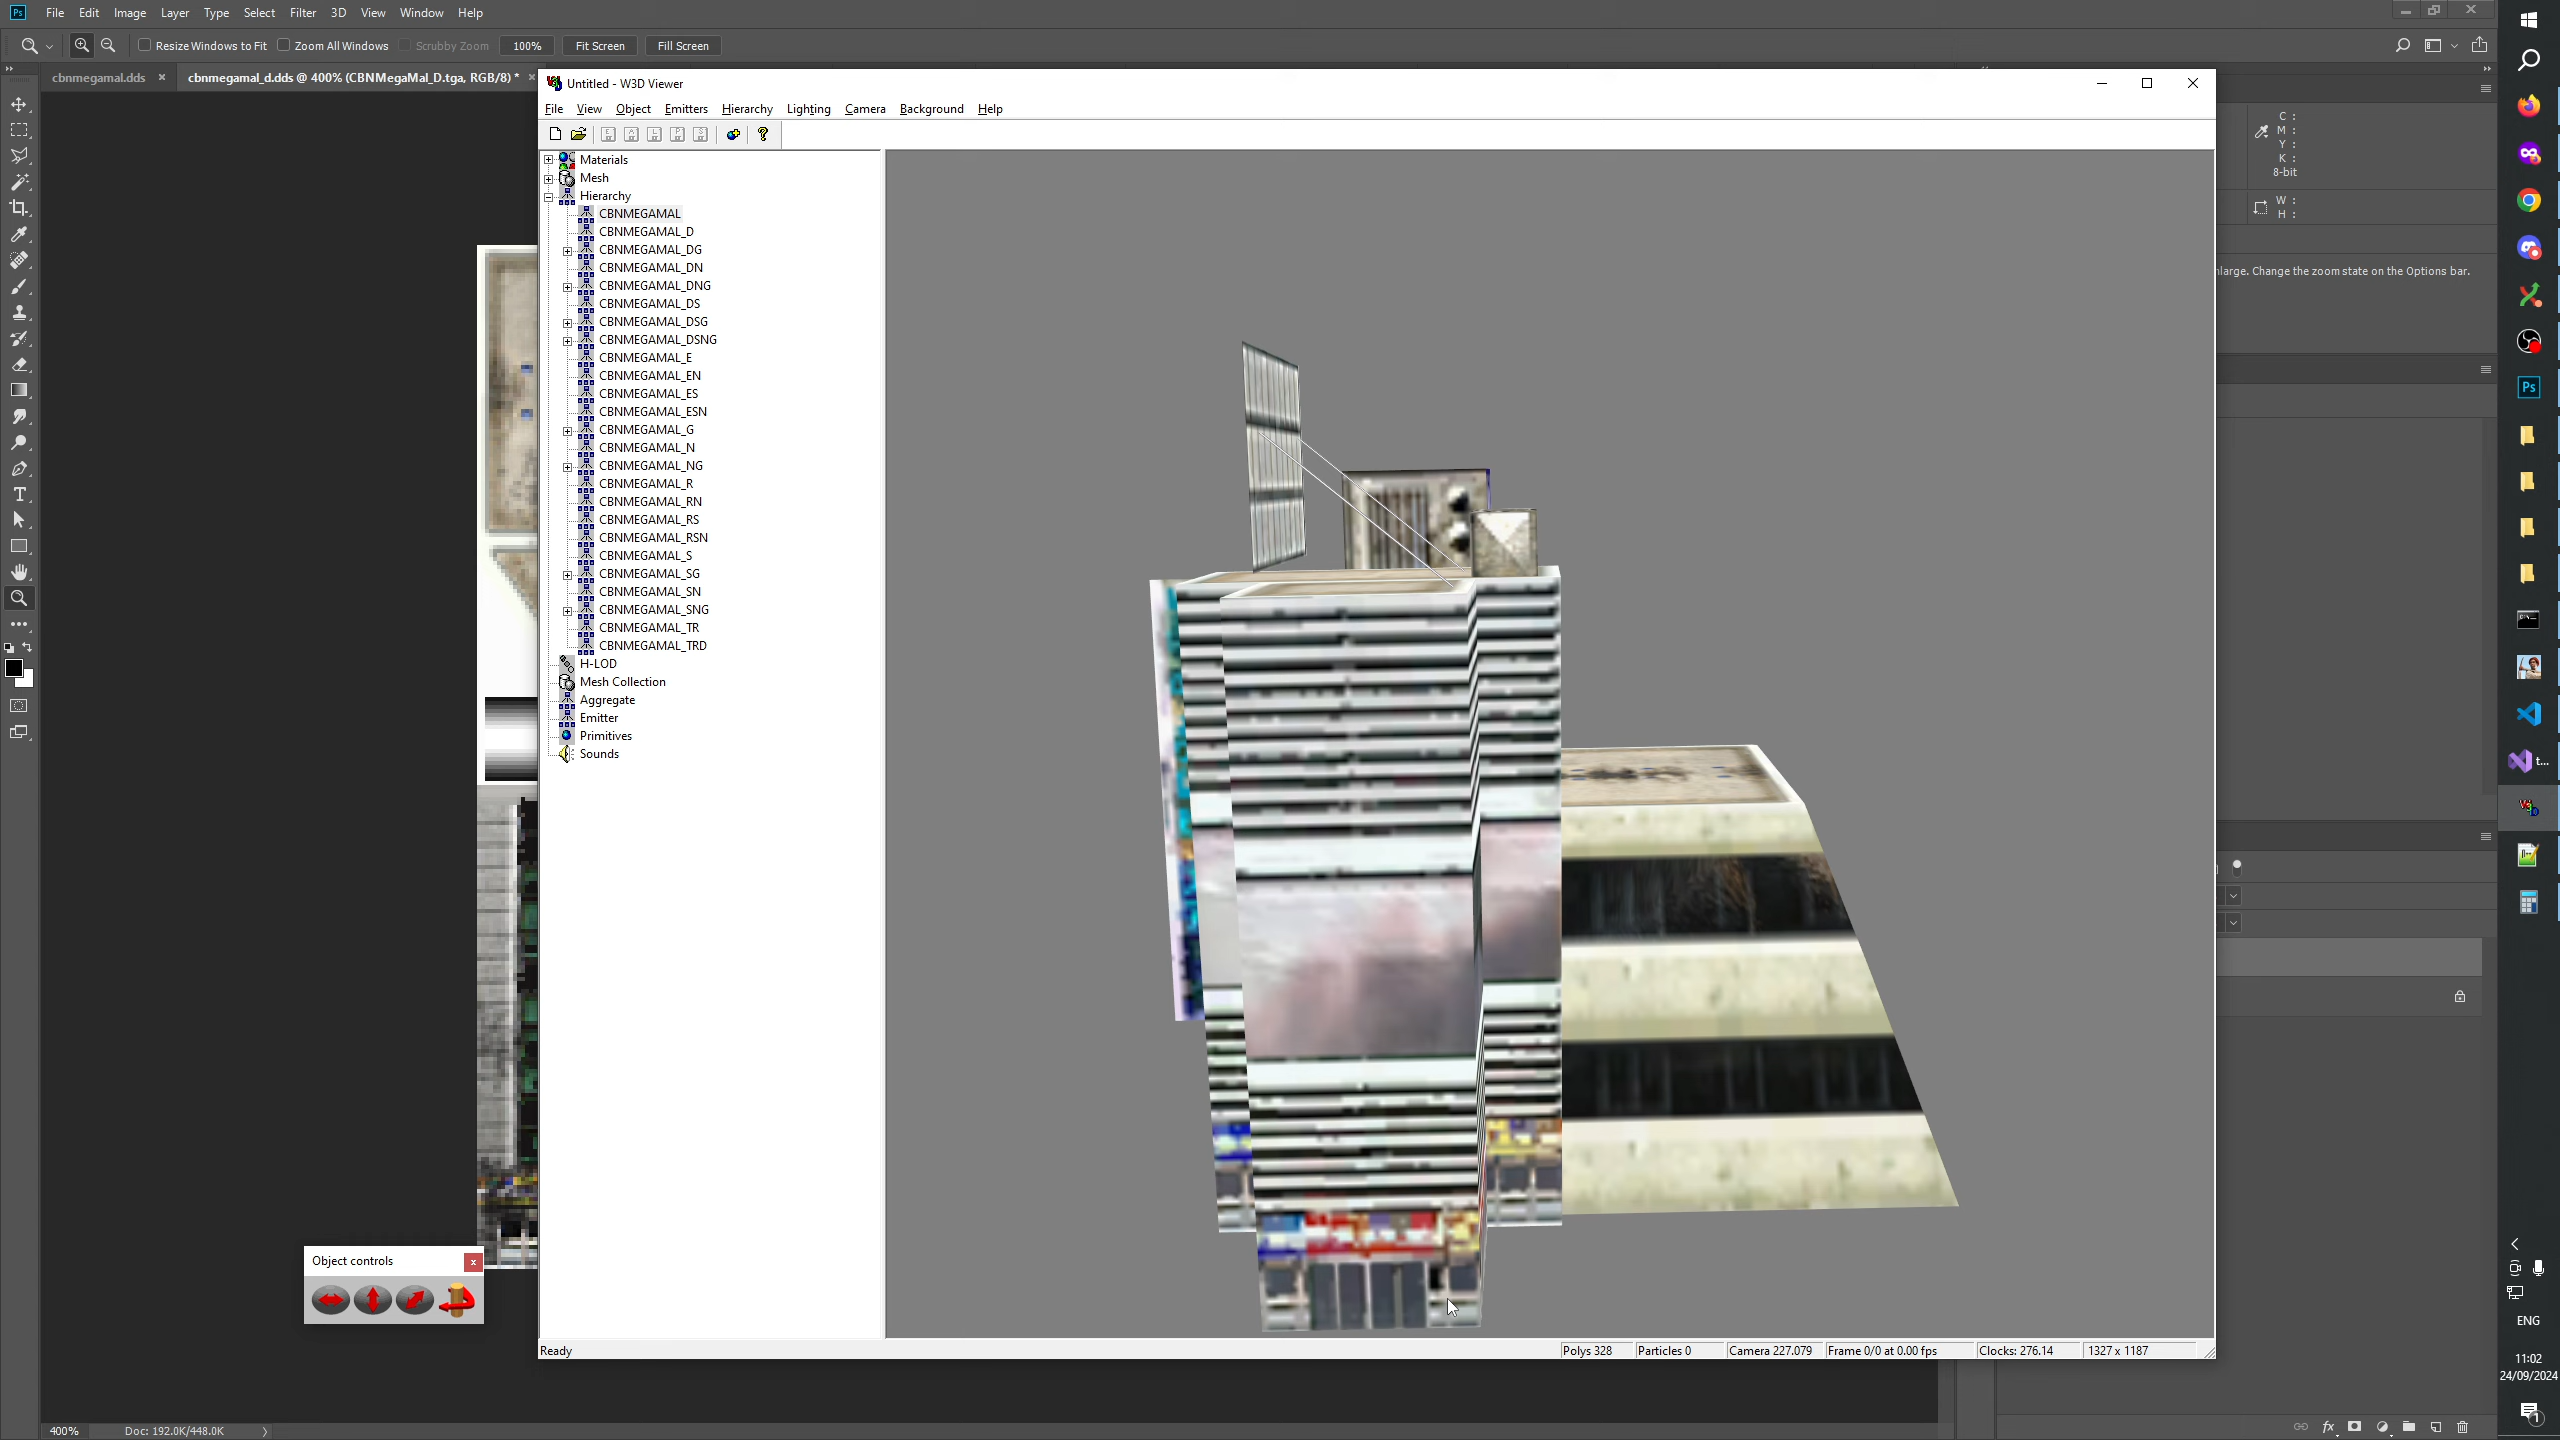 Ps File Edit Image Layer Type Select Filter 3D View Window Help
Resize Windows to Fit Zoom All Windows Scrubby Zoom 100% Fit Screen Fill Screen
cbnmegamal.dds × cbnmegamal_d.dds @ 400% (CBNMegaMal_D.tga, RGB/8) * ×
Untitled - W3D Viewer
File View Object Emitters Hierarchy Lighting Camera Background Help
Materials
Mesh
Hierarchy
CBNMEGAMAL
CBNMEGAMAL_D
CBNMEGAMAL_DG
CBNMEGAMAL_DN
CBNMEGAMAL_DNG
CBNMEGAMAL_DS
CBNMEGAMAL_DSG
CBNMEGAMAL_DSNG
CBNMEGAMAL_E
CBNMEGAMAL_EN
CBNMEGAMAL_ES
CBNMEGAMAL_ESN
CBNMEGAMAL_G
CBNMEGAMAL_N
CBNMEGAMAL_NG
CBNMEGAMAL_R
CBNMEGAMAL_RN
CBNMEGAMAL_RS
CBNMEGAMAL_RSN
CBNMEGAMAL_S
CBNMEGAMAL_SG
CBNMEGAMAL_SN
CBNMEGAMAL_SNG
CBNMEGAMAL_TR
CBNMEGAMAL_TRD
H-LOD
Mesh Collection
Aggregate
Emitter
Primitives
Sounds
Object controls
Ready Polys 328 Particles 0 Camera 227.079 Frame 0/0 at 0.00 fps Clocks: 276.14 1327 x 1187
400% Doc: 192.0K/448.0K
C :
M :
Y :
K :
8-bit
W :
H :
nlarge. Change the zoom state on the Options bar.
Ps
t...
ENG
11:02
24/09/2024
1
fx